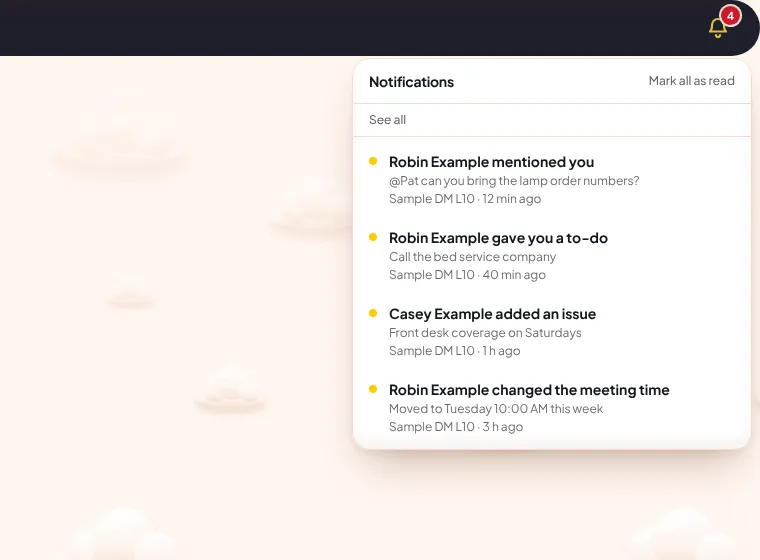 4
Notifications
Mark all as read
See all
Robin Example mentioned you
@Pat can you bring the lamp order numbers?
Sample DM L10 · 12 min ago
Robin Example gave you a to-do
Call the bed service company
Sample DM L10 · 40 min ago
Casey Example added an issue
Front desk coverage on Saturdays
Sample DM L10 · 1 h ago
Robin Example changed the meeting time
Moved to Tuesday 10:00 AM this week
Sample DM L10 · 3 h ago